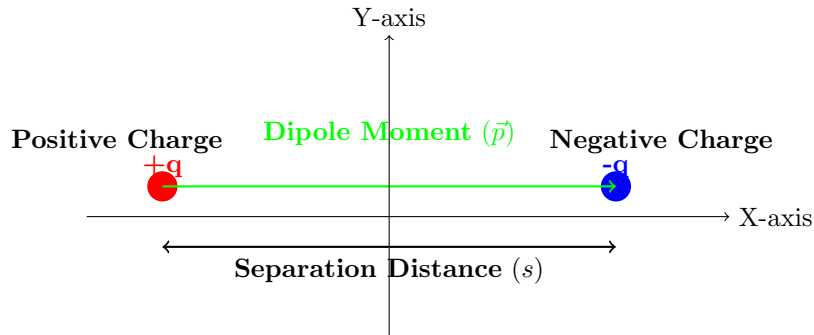 Y-axis
Dipole Moment (p⃗)
Positive Charge
Negative Charge
+q
-q
X-axis
Separation Distance (s)